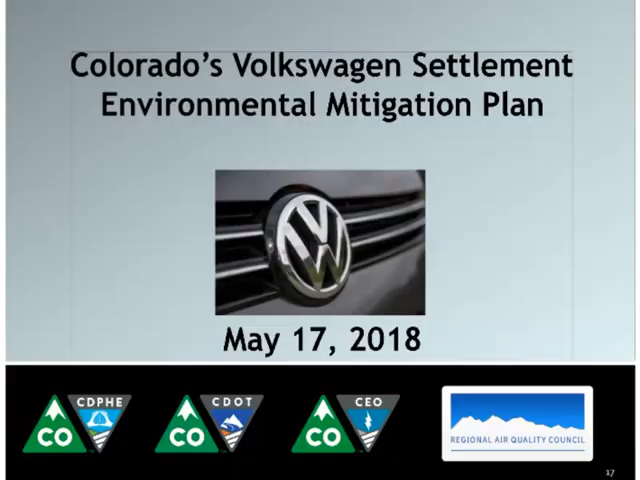 Colorado's Volkswagen Settlement
Environmental Mitigation Plan
May 17, 2018
CDPHE
CO
CDOT
CO
CEO
CO
REGIONAL AIR QUALITY COUNCIL
17